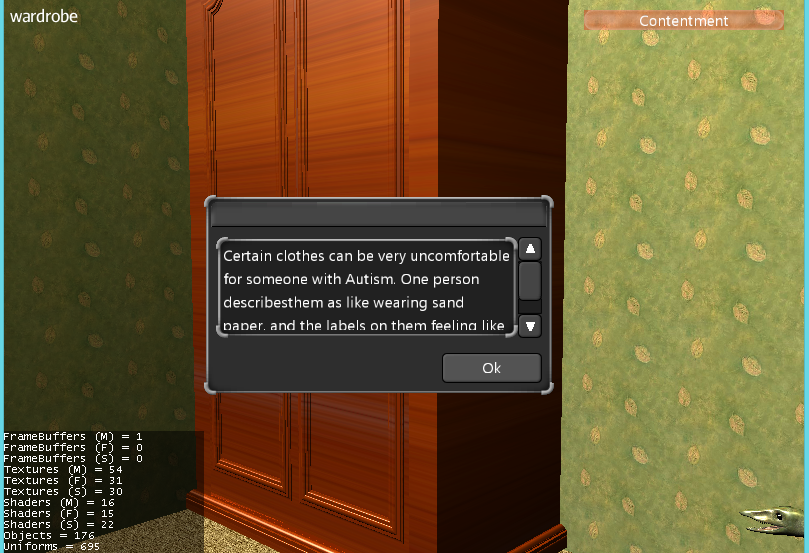 wardrobe
Contentment
Certain clothes can be very uncomfortable
for someone with Autism. One person
describesthem as like wearing sand
paper, and the labels on them feeling like
Ok
FrameBuffers (M) = 1
FrameBuffers (F) = 0
FrameBuffers (S) = 0
Textures (M) = 54
Textures (F) = 31
Textures (S) = 30
Shaders (M) = 16
Shaders (F) = 15
Shaders (S) = 22
Objects = 176
Uniforms = 695